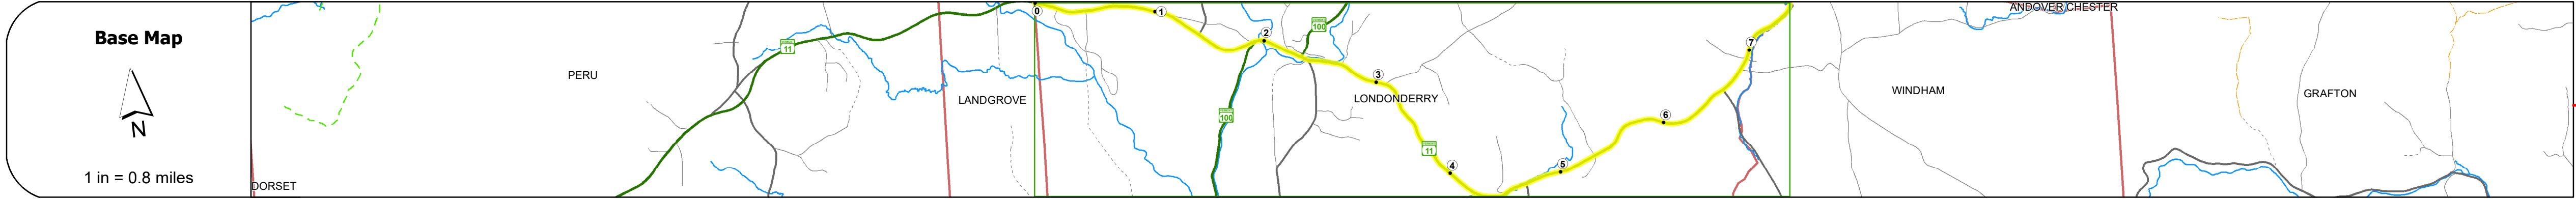 Base Map
N
1 in = 0.8 miles
DORSET
PERU
11
LANDGROVE
0
1
2
100
100
3
LONDONDERRY
11
4
5
6
7
WINDHAM
ANDOVER CHESTER
GRAFTON